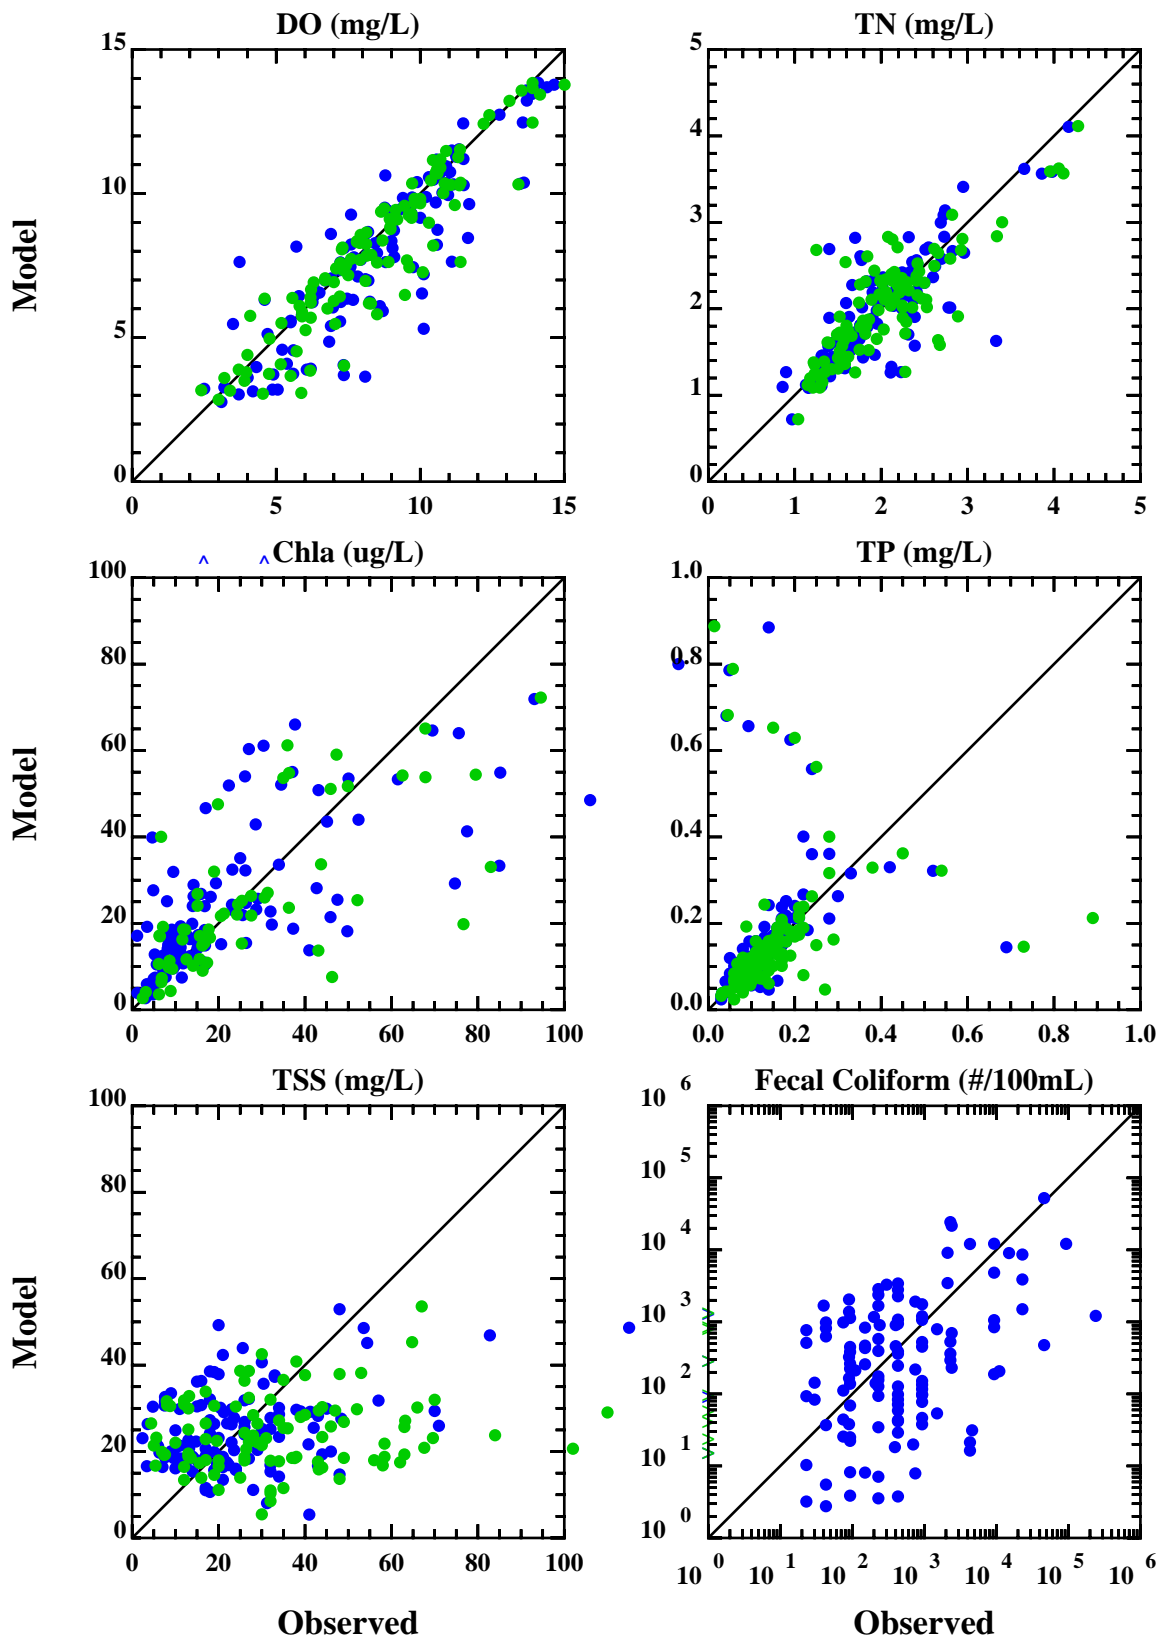 DO (mg/L)
TN (mg/L)
15
10
5
0
0 5 10 15
Model
5
4
3
2
1
0
0 1 2 3 4 5
^ ^ Chla (ug/L)
TP (mg/L)
100
80
60
40
20
0
0 20 40 60 80 100
Model
1.0
0.8
0.6
0.4
0.2
0.0
0.0 0.2 0.4 0.6 0.8 1.0
TSS (mg/L)
Fecal Coliform (#/100mL)
100
80
60
40
20
0
0 20 40 60 80 100
Model
Observed
10 6
10 5
10 4
10 3
10 2
10 1
10 0
10 0 10 1 10 2 10 3 10 4 10 5 10 6
Observed